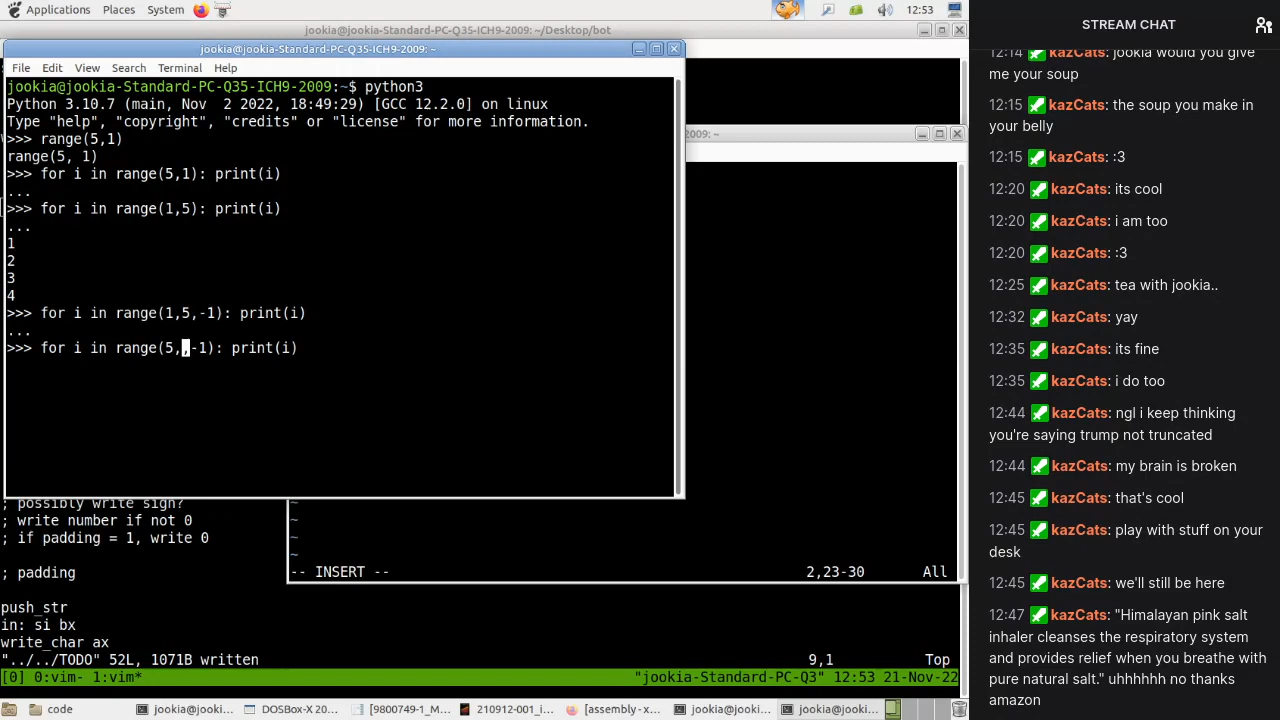 Applications Places System 12:53
jookia@jookia-Standard-PC-Q35-ICH9-2009: ~/Desktop/bot
jookia@jookia-Standard-PC-Q35-ICH9-2009: ~
File Edit View Search Terminal Help
jookia@jookia-Standard-PC-Q35-ICH9-2009:~$ python3
Python 3.10.7 (main, Nov  2 2022, 18:49:29) [GCC 12.2.0] on linux
Type "help", "copyright", "credits" or "license" for more information.
>>> range(5,1)
range(5, 1)
>>> for i in range(5,1): print(i)
...
>>> for i in range(1,5): print(i)
...
1
2
3
4
>>> for i in range(1,5,-1): print(i)
...
>>> for i in range(5,,-1): print(i)
2009: ~
; possibly write sign?
; write number if not 0
; if padding = 1, write 0
; padding
push_str
in: si bx
write_char ax
"../../TODO" 52L, 1071B written 9,1 Top
~
~
~
~
-- INSERT -- 2,23-30 All
[0] 0:vim- 1:vim* "jookia-Standard-PC-Q3" 12:53 21-Nov-22
code jookia@jooki... DOSBox-X 20... [9800749-1_M... 210912-001_i... [assembly - x... jookia@jooki... jookia@jooki...
STREAM CHAT
12:14 kazCats: jookia would you give
me your soup
12:15 kazCats: the soup you make in
your belly
12:15 kazCats: :3
12:20 kazCats: its cool
12:20 kazCats: i am too
12:20 kazCats: :3
12:25 kazCats: tea with jookia..
12:32 kazCats: yay
12:35 kazCats: its fine
12:35 kazCats: i do too
12:44 kazCats: ngl i keep thinking
you're saying trump not truncated
12:44 kazCats: my brain is broken
12:45 kazCats: that's cool
12:45 kazCats: play with stuff on your
desk
12:45 kazCats: we'll still be here
12:47 kazCats: "Himalayan pink salt
inhaler cleanses the respiratory system
and provides relief when you breathe with
pure natural salt." uhhhhhh no thanks
amazon